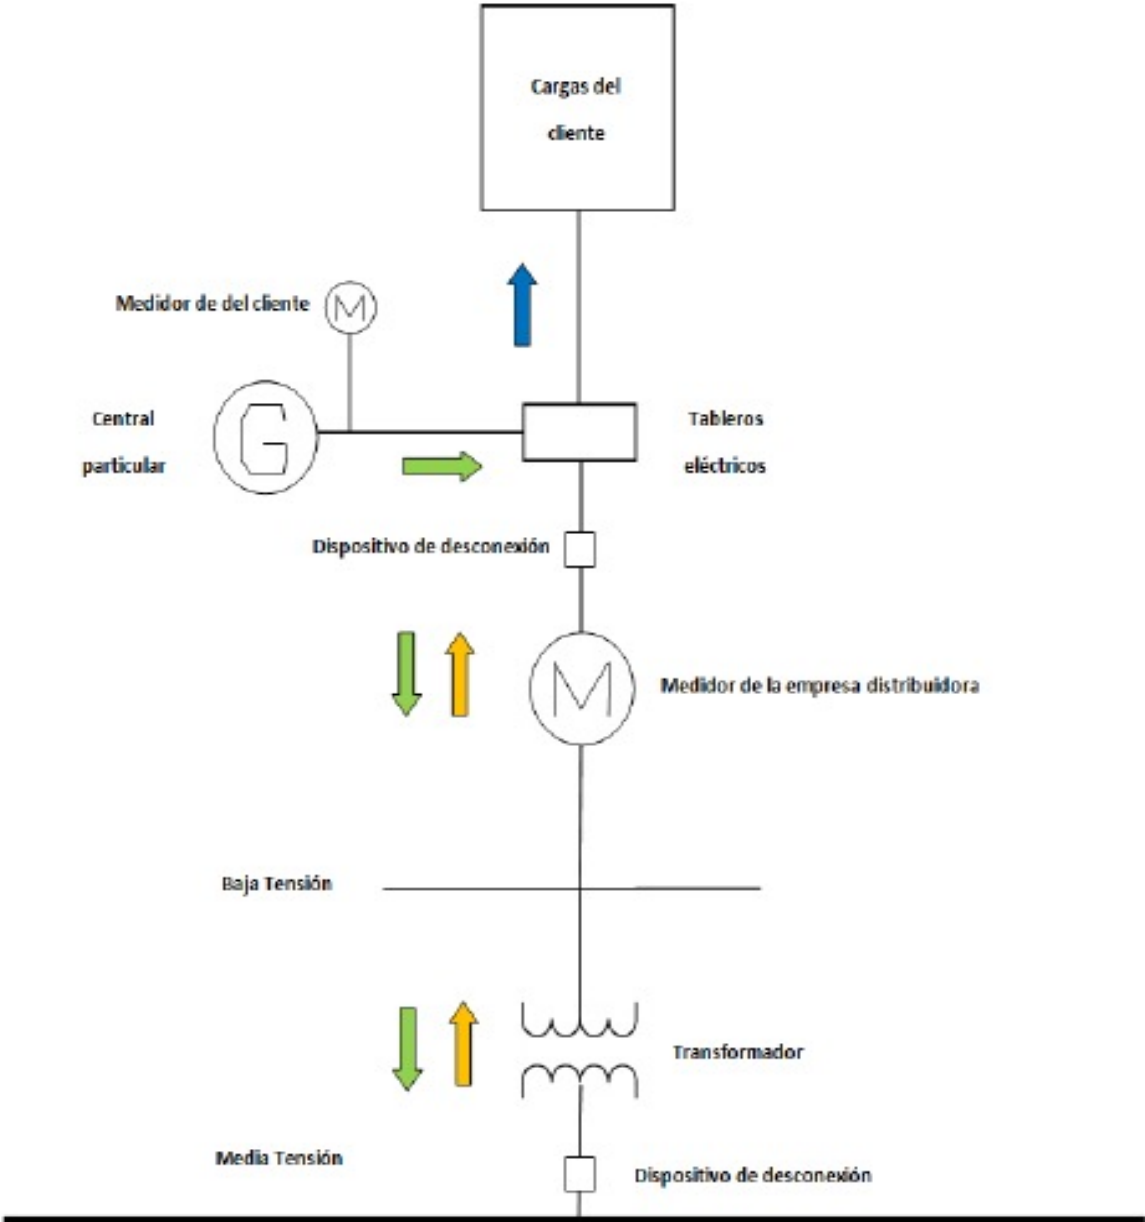 Cargas del
cliente
Medidor de del cliente
M
Central
particular
G
Tableros
eléctricos
Dispositivo de desconexión
M
Medidor de la empresa distribuidora
Baja Tensión
Transformador
Media Tensión
Dispositivo de desconexión